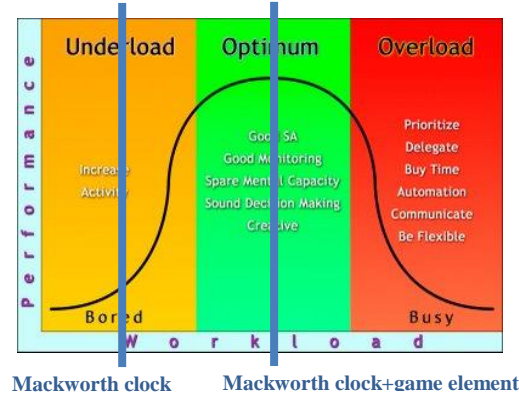 Underload
Optimum
Overload
Performance
Increase
Activity
Good SA
Good Monitoring
Spare Mental Capacity
Sound Decision Making
Creative
Prioritize
Delegate
Buy Time
Automation
Communicate
Be Flexible
Bored
Busy
Workload
Mackworth clock
Mackworth clock+game element